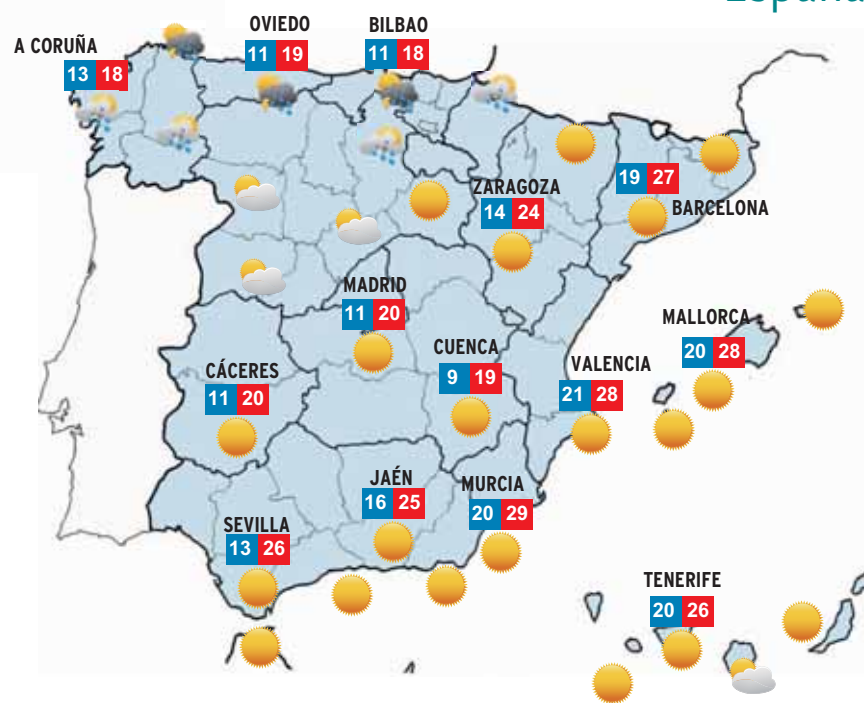 España
OVIEDO
11 19
BILBAO
11 18
A CORUÑA
13 18
ZARAGOZA
14 24
19 27
BARCELONA
MADRID
11 20
MALLORCA
20 28
CUENCA
9 19
VALENCIA
21 28
CÁCERES
11 20
JAÉN
16 25
MURCIA
20 29
SEVILLA
13 26
TENERIFE
20 26